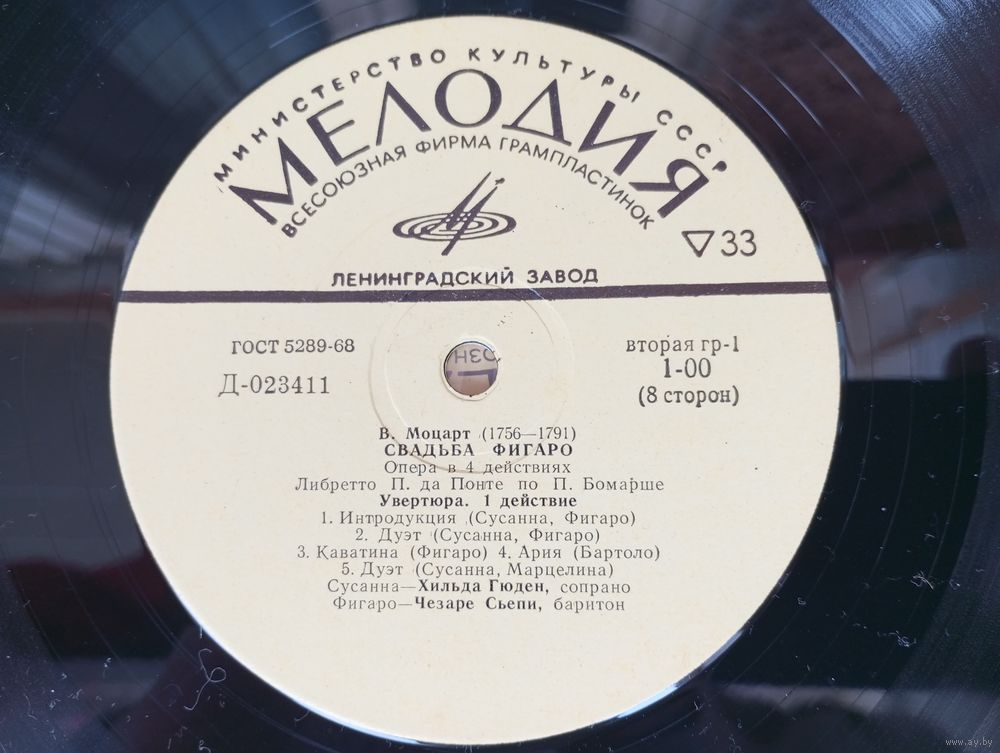 МИНИСТЕРСТВО КУЛЬТУРЫ СССР
МЕЛОДИЯ
ВСЕСОЮЗНАЯ ФИРМА ГРАМПЛАСТИНОК
33
ЛЕНИНГРАДСКИЙ ЗАВОД
ГОСТ 5289-68
Д-023411
вторая гр-1
1-00
(8 сторон)
В. Моцарт (1756—1791)
СВАДЬБА ФИГАРО
Опера в 4 действиях
Либретто П. да Понте по П. Бомарше
Увертюра. 1 действие
1. Интродукция (Сусанна, Фигаро)
2. Дуэт (Сусанна, Фигаро)
3. Каватина (Фигаро) 4. Ария (Бартоло)
5. Дуэт (Сусанна, Марцелина)
Сусанна—Хильда Гюден, сопрано
Фигаро—Чезаре Сьепи, баритон
www.ay.by